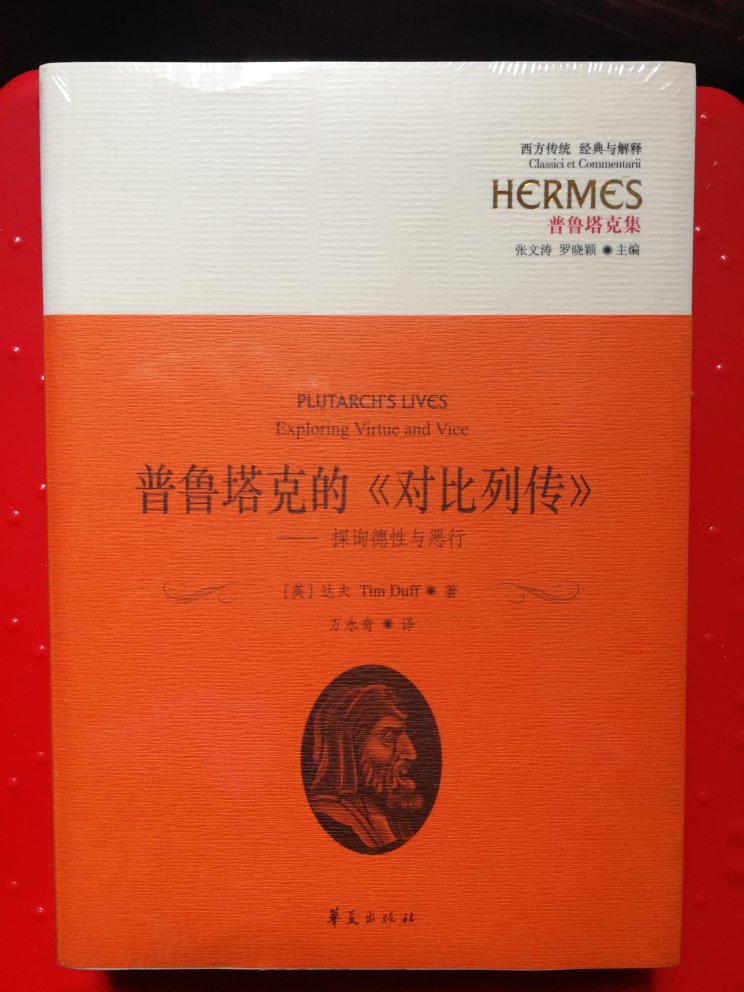 西方传统 经典与解释
Classici et Commentarii
HERMES
普鲁塔克集
张文涛 罗晓颖 ◉ 主编
PLUTARCH'S LIVES
Exploring Virtue and Vice
普鲁塔克的《对比列传》
—— 探询德性与恶行
[英] 达夫 Tim Duff ◉ 著
万永奇 ◉ 译
华夏出版社